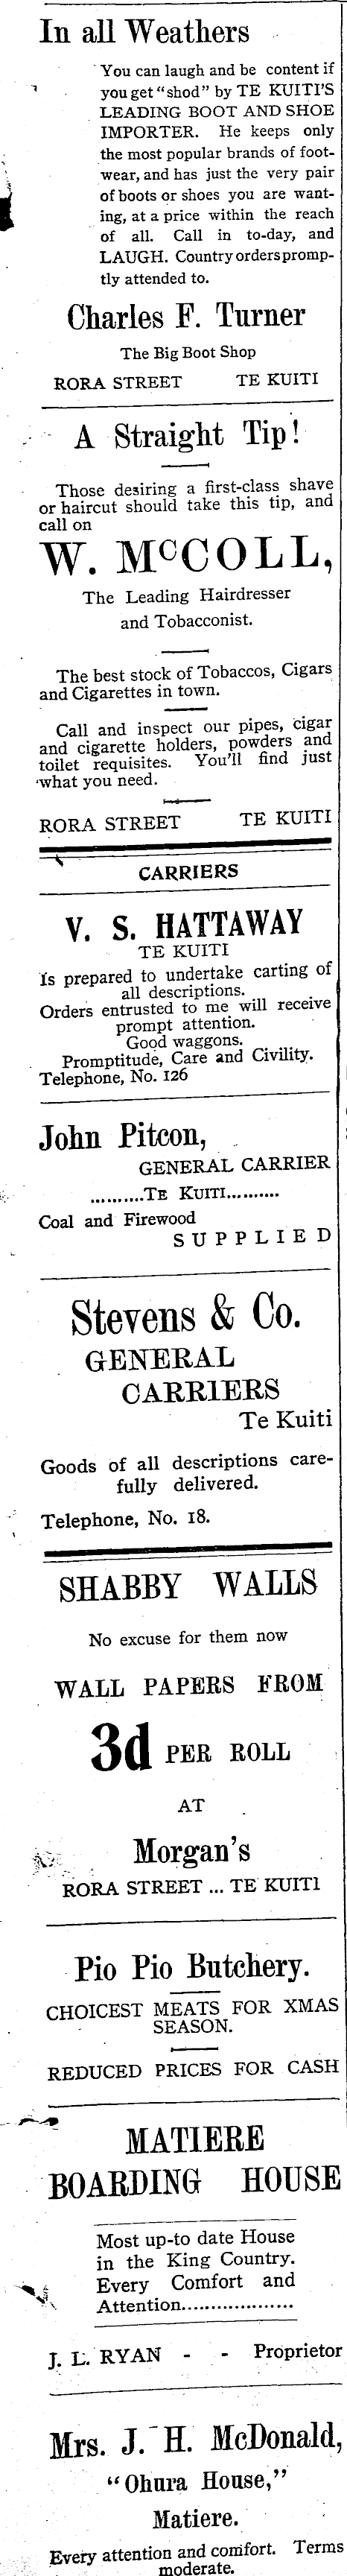 In all Weathers
You can laugh and be content if
you get "shod" by TE KUITI'S
LEADING BOOT AND SHOE
IMPORTER. He keeps only
the most popular brands of foot-
wear, and has just the very pair
of boots or shoes you are want-
ing, at a price within the reach
of all. Call in to-day, and
LAUGH. Country orders promp-
tly attended to.
Charles F. Turner
The Big Boot Shop
RORA STREET TE KUITI
A Straight Tip!
Those desiring a first-class shave
or haircut should take this tip, and
call on
W. McCOLL,
The Leading Hairdresser
and Tobacconist.
The best stock of Tobaccos, Cigars
and Cigarettes in town.
Call and inspect our pipes, cigar
and cigarette holders, powders and
toilet requisites. You'll find just
what you need.
RORA STREET TE KUITI
CARRIERS
V. S. HATTAWAY
TE KUITI
Is prepared to undertake carting of
all descriptions.
Orders entrusted to me will receive
prompt attention.
Good waggons.
Promptitude, Care and Civility.
Telephone, No. 126
John Pitcon,
GENERAL CARRIER
..........TE KUITI..........
Coal and Firewood
SUPPLIED
Stevens & Co.
GENERAL
CARRIERS
Te Kuiti
Goods of all descriptions care-
fully delivered.
Telephone, No. 18.
SHABBY WALLS
No excuse for them now
WALL PAPERS FROM
3d PER ROLL
AT
Morgan's
RORA STREET ... TE KUITI
Pio Pio Butchery.
CHOICEST MEATS FOR XMAS
SEASON.
REDUCED PRICES FOR CASH
MATIERE
BOARDING HOUSE
Most up-to date House
in the King Country.
Every Comfort and
Attention...................
J. L. RYAN - - Proprietor
Mrs. J. H. McDonald,
"Ohura House,"
Matiere.
Every attention and comfort. Terms
moderate.